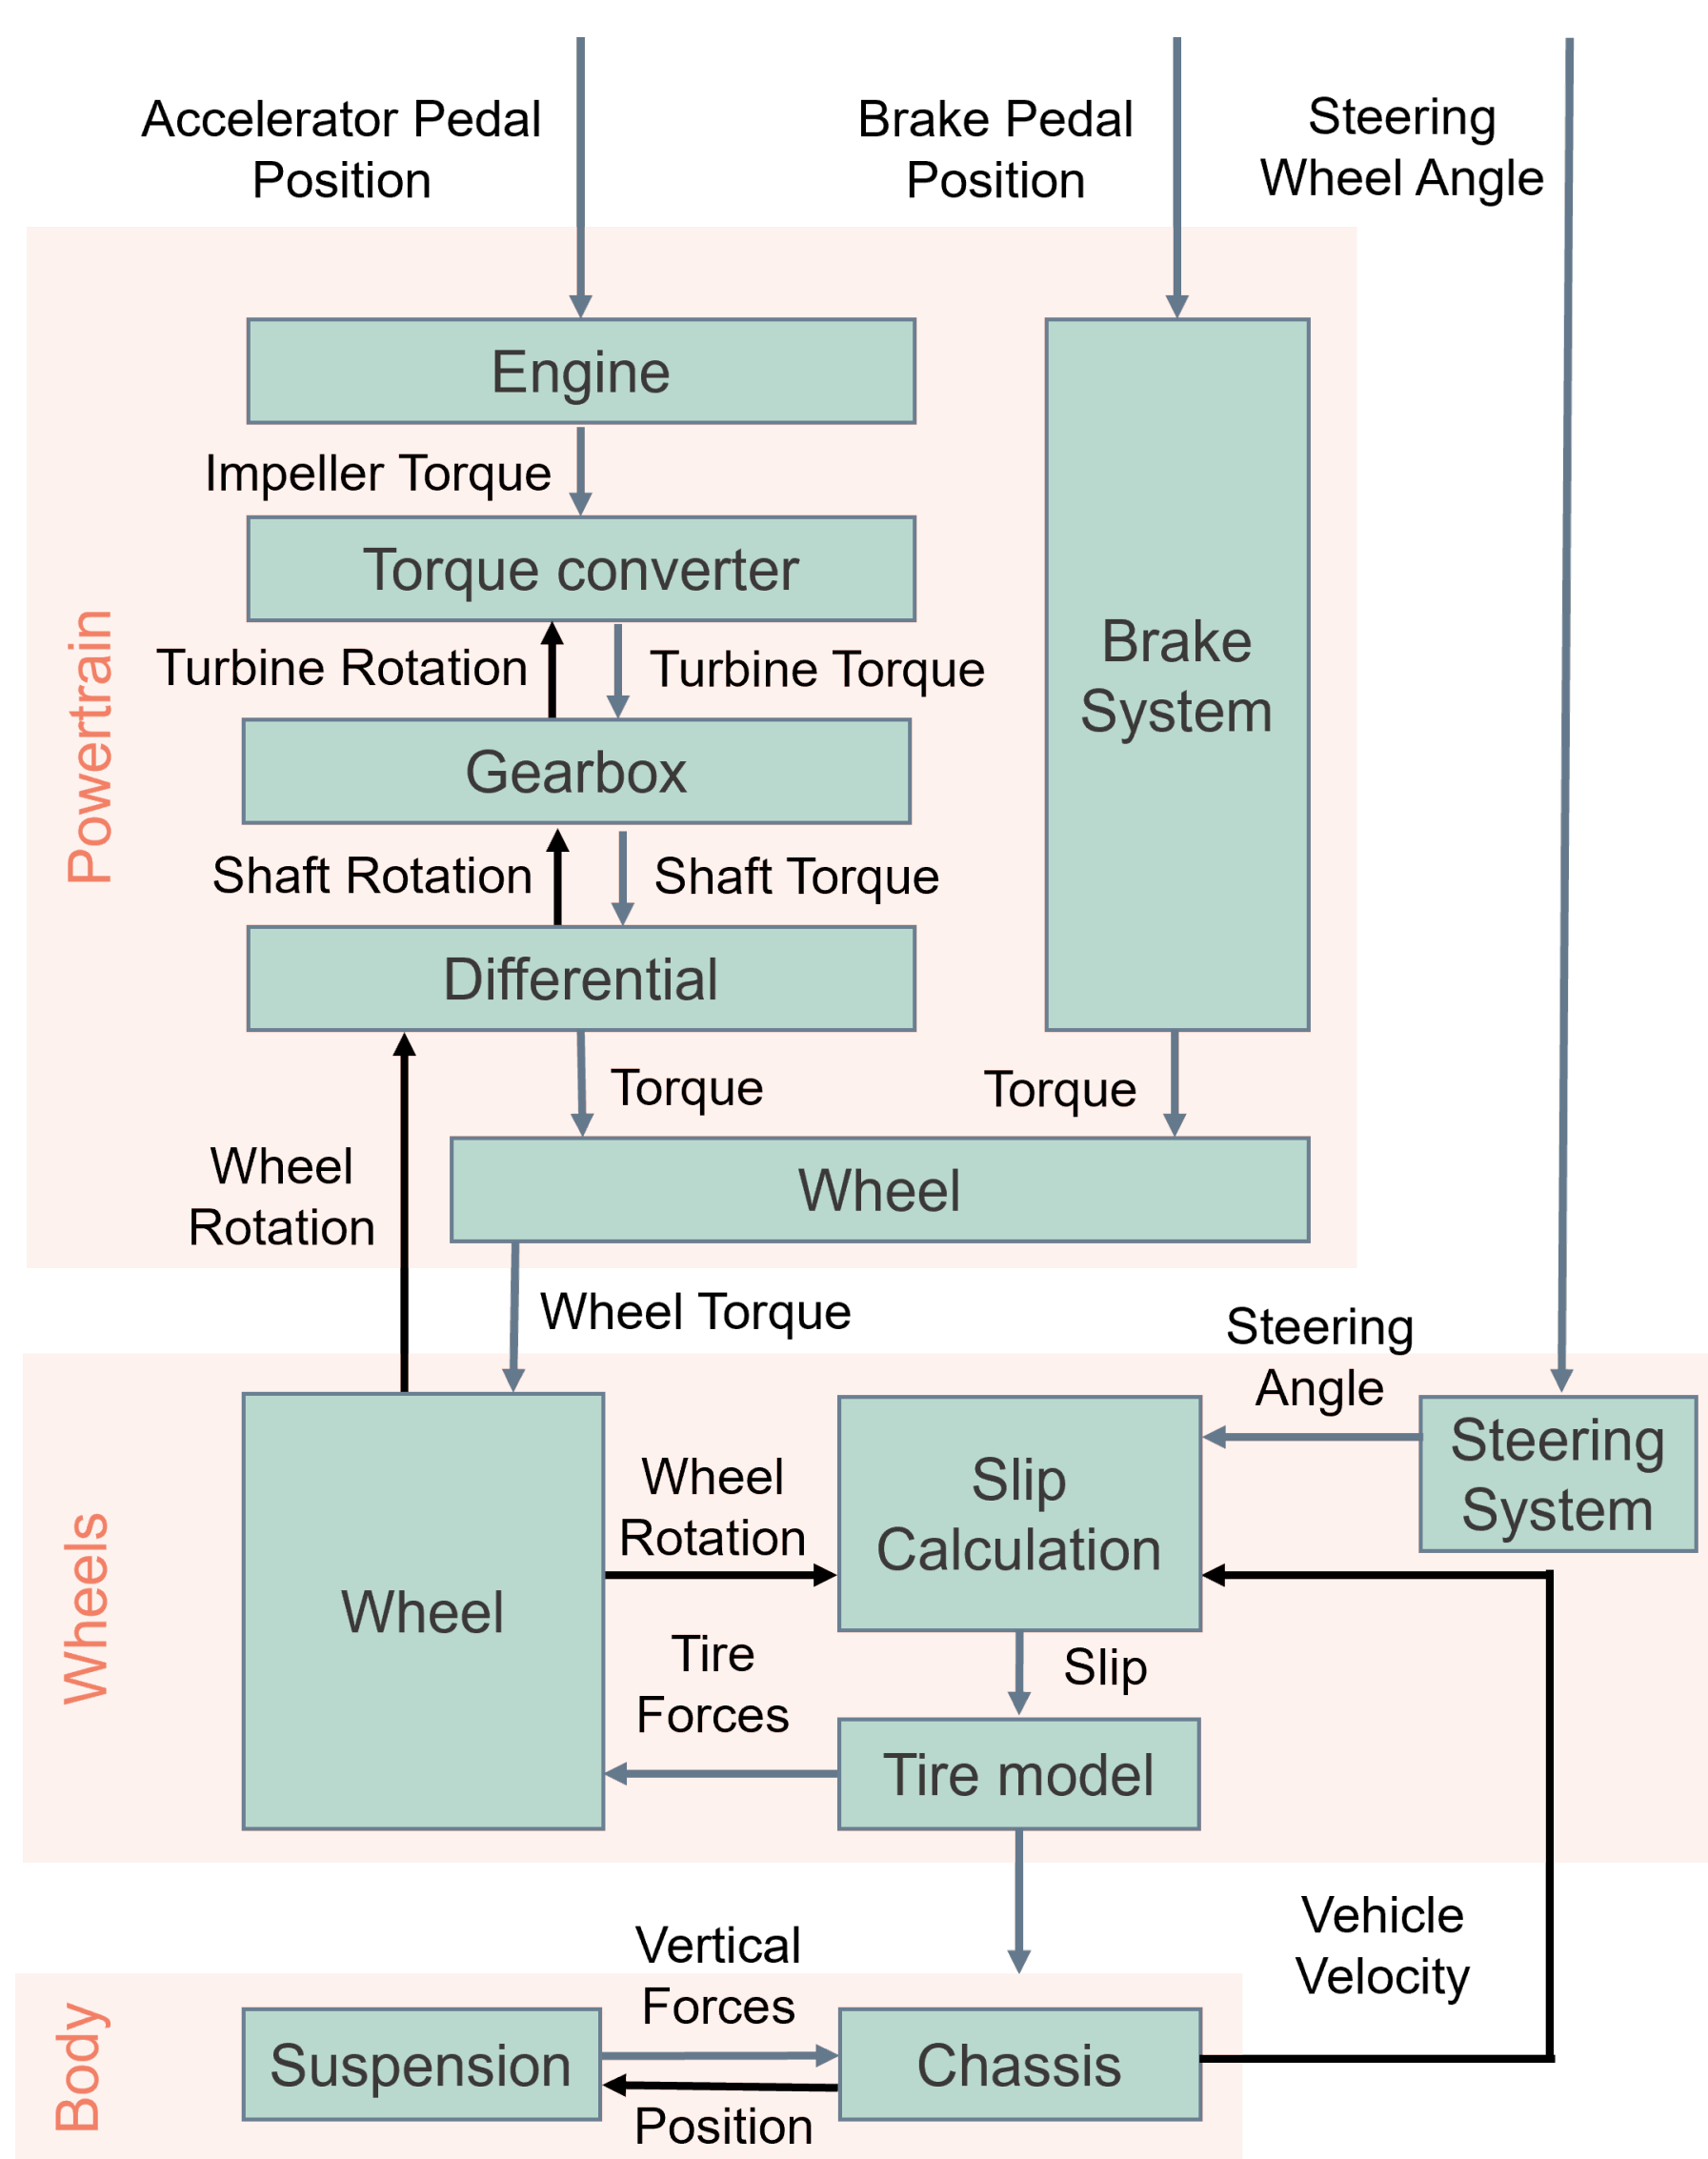 Accelerator Pedal
Position
Brake Pedal
Position
Steering
Wheel Angle
Powertrain
Engine
Impeller Torque
Torque converter
Turbine Rotation
Turbine Torque
Gearbox
Shaft Rotation
Shaft Torque
Differential
Brake
System
Torque
Torque
Wheel
Wheel
Rotation
Wheel Torque
Steering
Angle
Wheels
Wheel
Wheel
Rotation
Slip
Calculation
Steering
System
Tire
Forces
Slip
Tire model
Body
Vertical
Forces
Vehicle
Velocity
Suspension
Chassis
Position